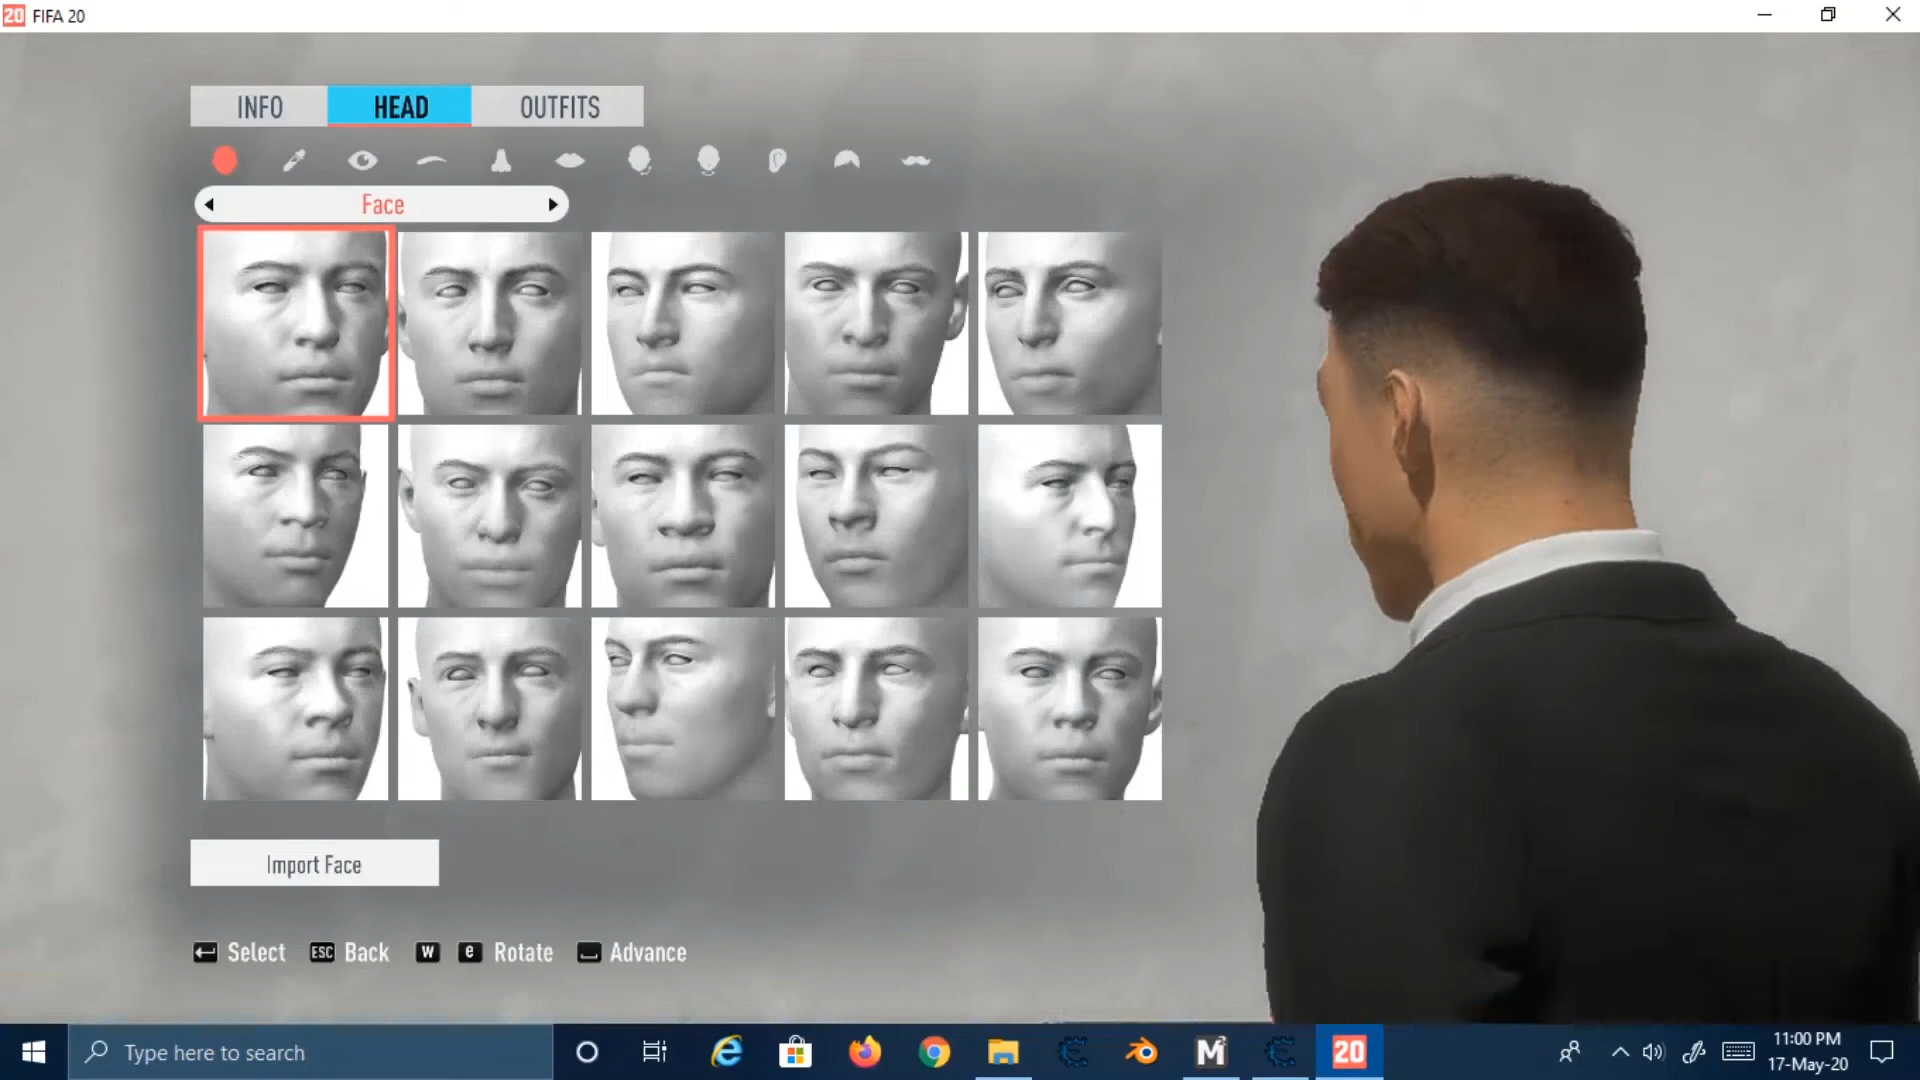 20 FIFA 20
INFO HEAD OUTFITS
Face
Import Face
Select ESC Back W e Rotate Advance
Type here to search
M
20
11:00 PM
17-May-20